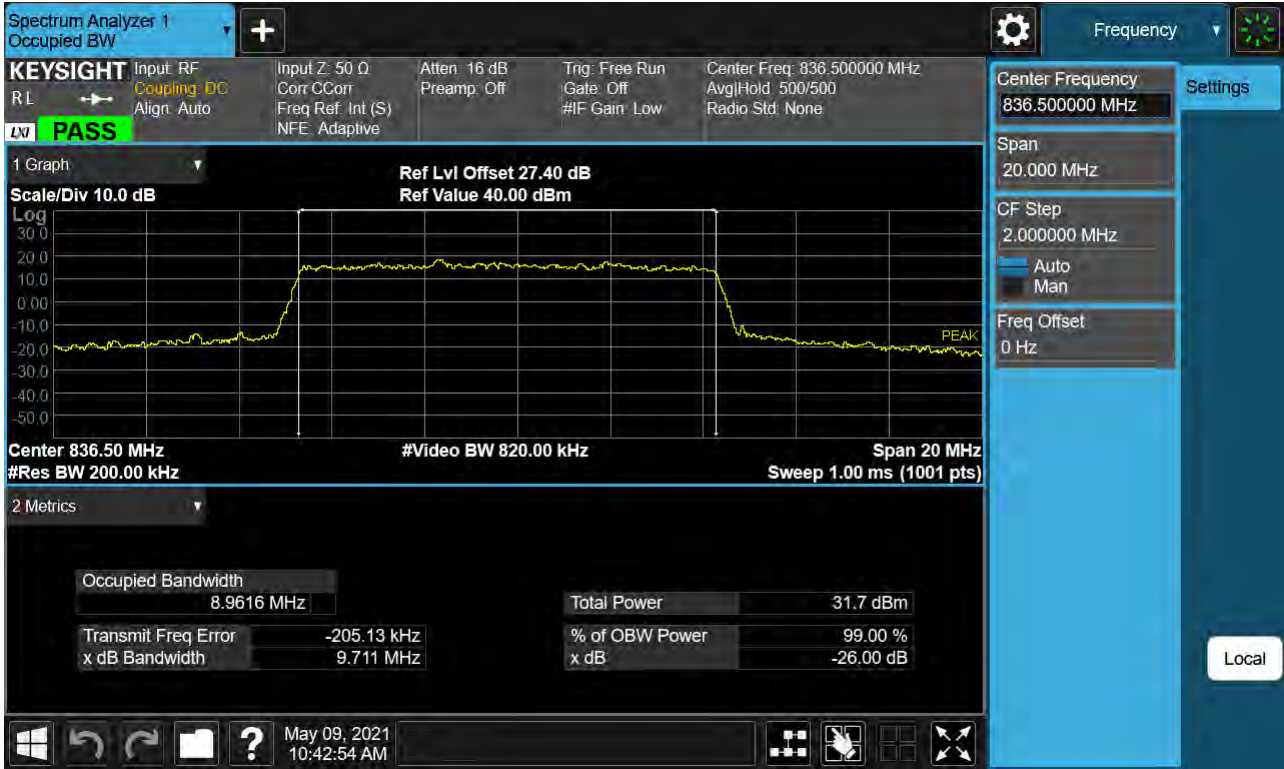 Spectrum Analyzer 1
Occupied BW
Frequency
KEYSIGHT
R L
LXI
PASS
Input: RF
Coupling: DC
Align: Auto
Input Z: 50 Ω
Corr CCorr
Freq Ref: Int (S)
NFE: Adaptive
Atten: 16 dB
Preamp: Off
Trig: Free Run
Gate: Off
#IF Gain: Low
Center Freq: 836.500000 MHz
Avg|Hold: 500/500
Radio Std: None
Center Frequency
836.500000 MHz
Settings
Span
20.000 MHz
CF Step
2.000000 MHz
Auto
Man
Freq Offset
0 Hz
Local
1 Graph
Scale/Div 10.0 dB
Ref Lvl Offset 27.40 dB
Ref Value 40.00 dBm
Log
30.0
20.0
10.0
0.00
-10.0
-20.0
-30.0
-40.0
-50.0
PEAK
Center 836.50 MHz
#Video BW 820.00 kHz
Span 20 MHz
#Res BW 200.00 kHz
Sweep 1.00 ms (1001 pts)
2 Metrics
Occupied Bandwidth
8.9616 MHz
Total Power 31.7 dBm
Transmit Freq Error -205.13 kHz
% of OBW Power 99.00 %
x dB Bandwidth 9.711 MHz
x dB -26.00 dB
?
May 09, 2021
10:42:54 AM